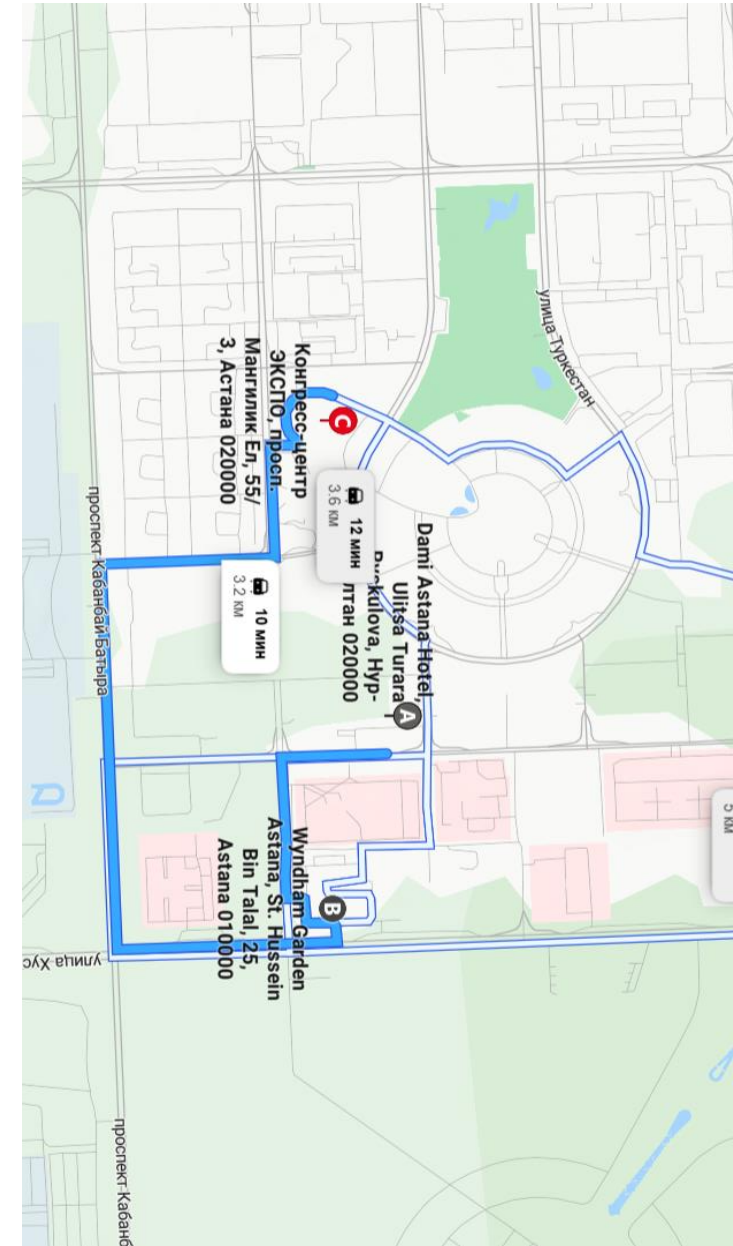 улица Туркестан
Конгресс-центр
ЭКСПО, просп.
Мангилик Ел, 55/
3, Астана 020000
C
12 мин
3.6 км
Dami Astana Hotel,
Ulitsa Turara
Нур-
лтан 020000
A
10 мин
3.2 км
проспект Кабанбай Батыра
5 км
Wyndham Garden
Astana, St. Hussein
Bin Talal, 25,
Astana 010000
B
улица Хус
проспект Кабанб